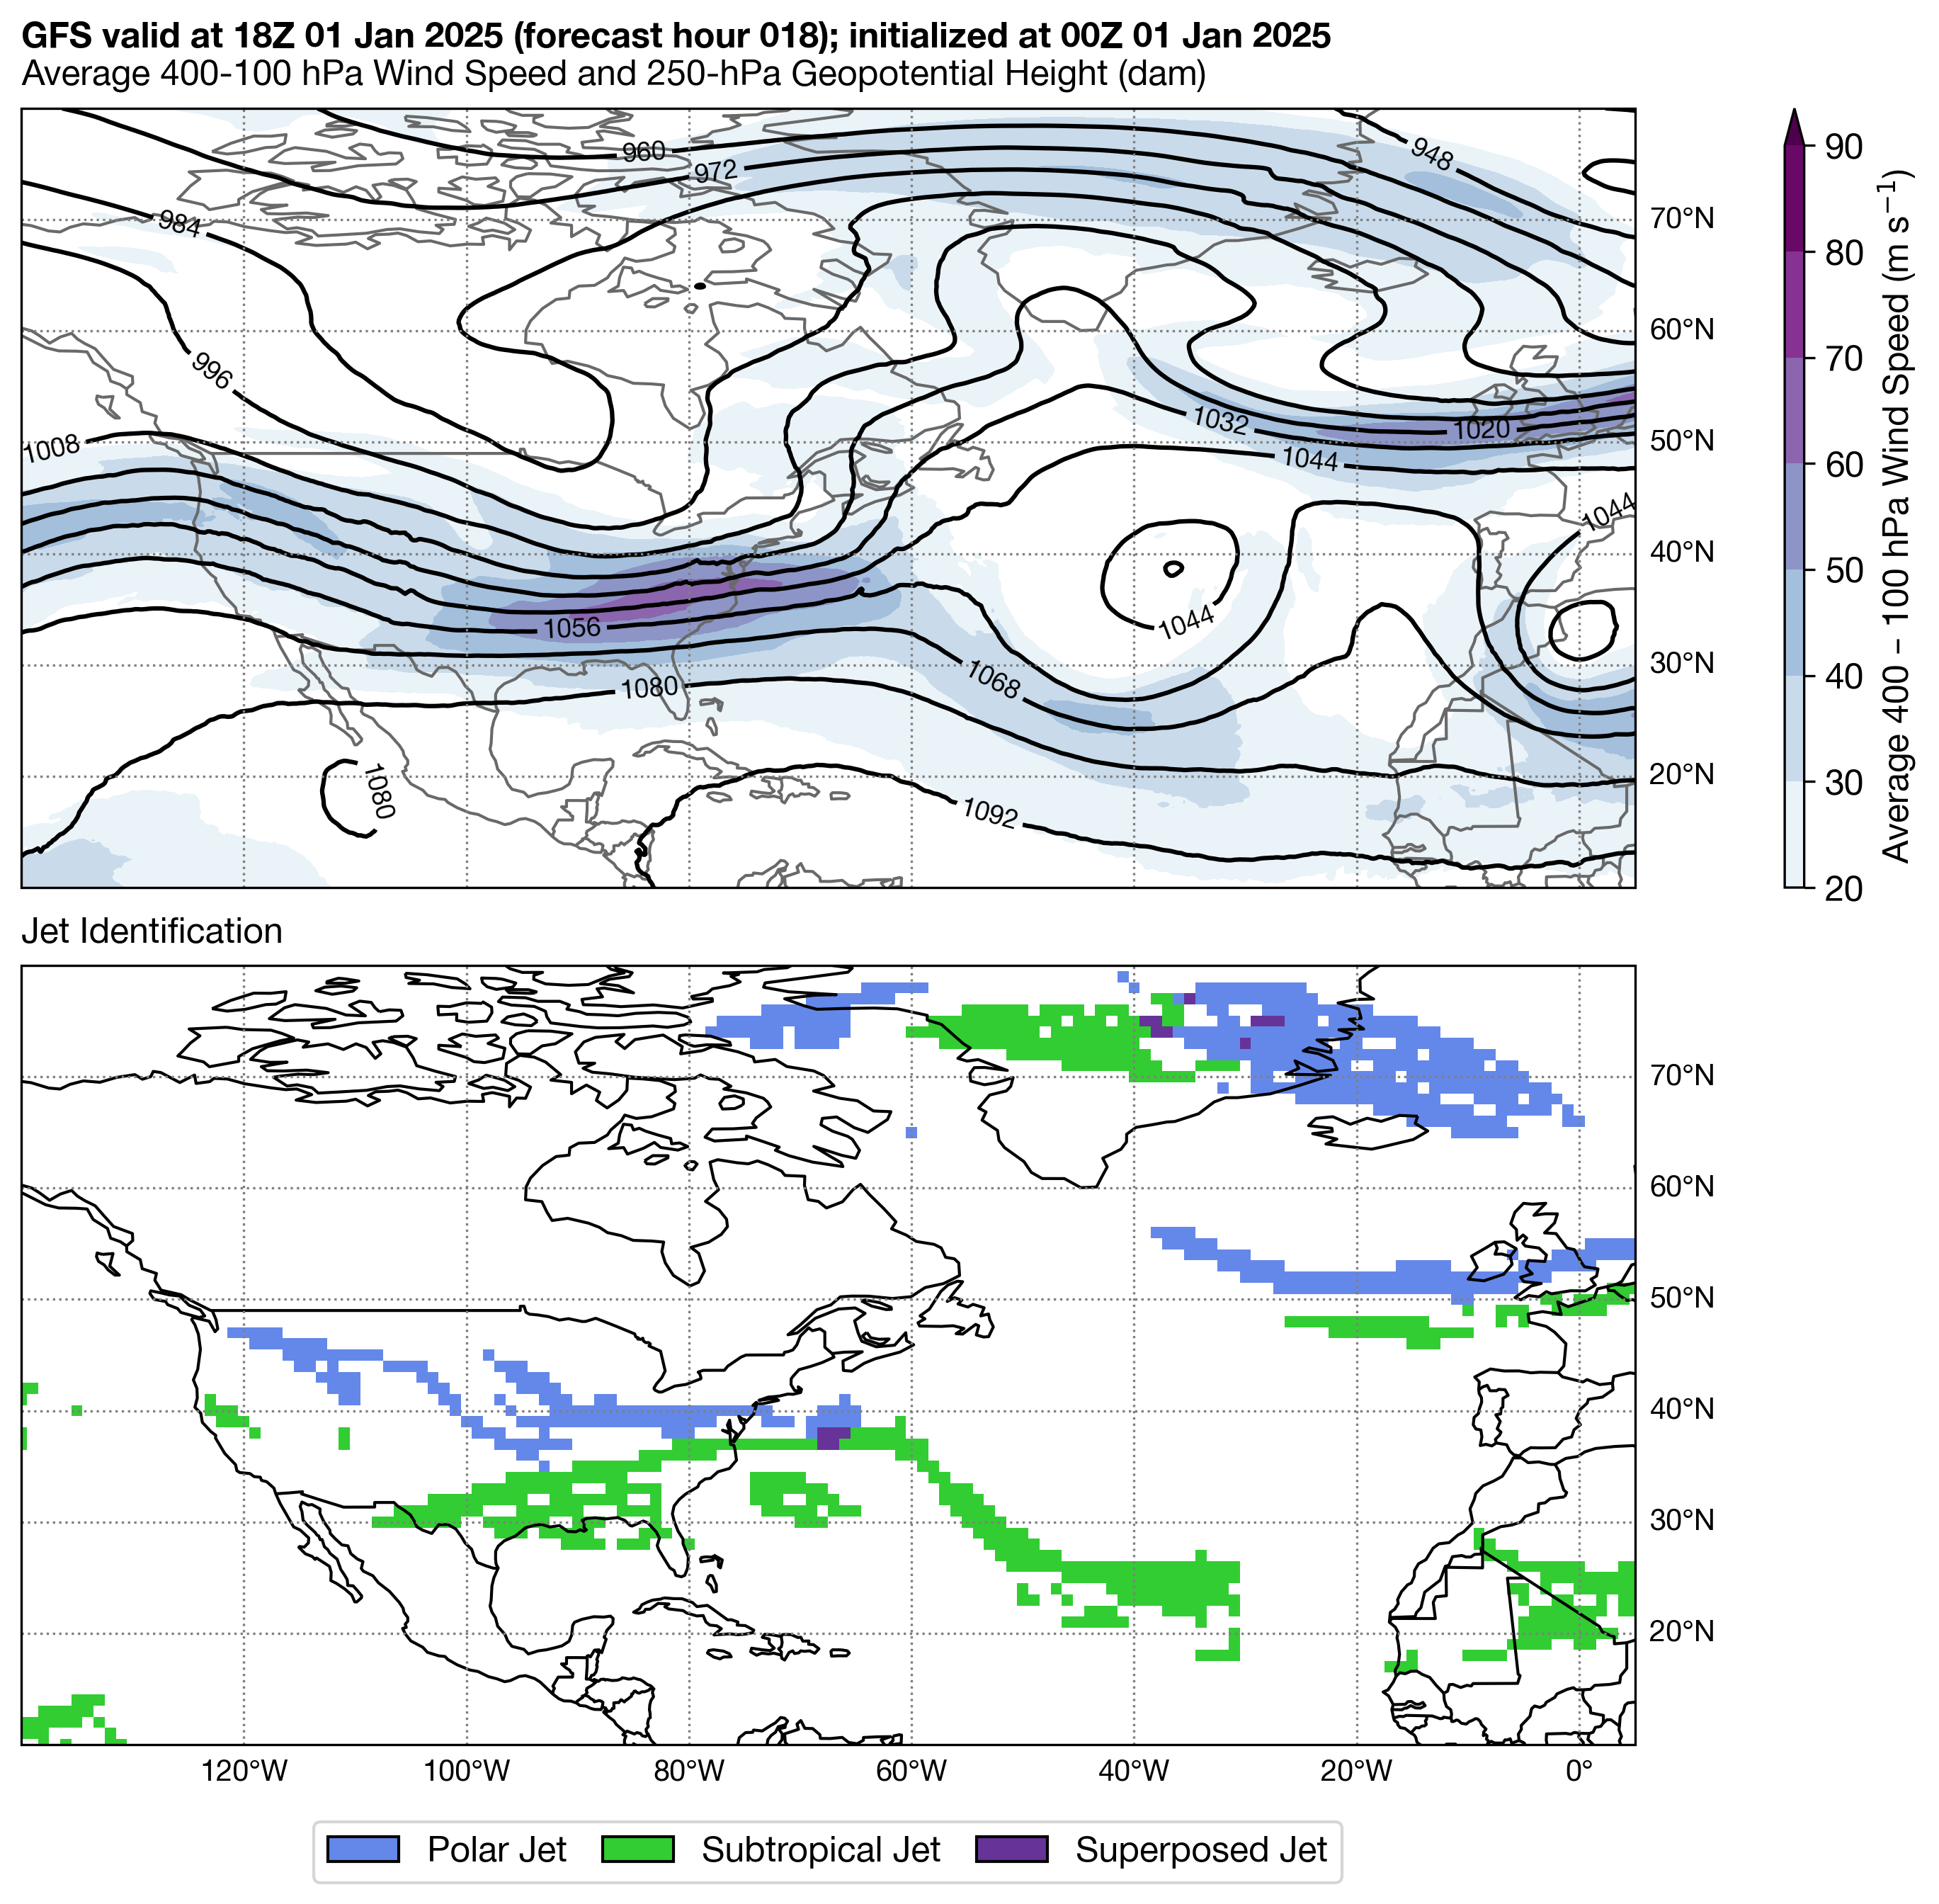 GFS valid at 18Z 01 Jan 2025 (forecast hour 018); initialized at 00Z 01 Jan 2025
Average 400-100 hPa Wind Speed and 250-hPa Geopotential Height (dam)
960
972
948
984
996
1008
1032
1020
1044
1044
1044
1056
1068
1080
1080
1092
70°N
60°N
50°N
40°N
30°N
20°N
90
80
70
60
50
40
30
20
Average 400 – 100 hPa Wind Speed (m s−1)
Jet Identification
70°N
60°N
50°N
40°N
30°N
20°N
120°W 100°W 80°W 60°W 40°W 20°W 0°
Polar Jet Subtropical Jet Superposed Jet